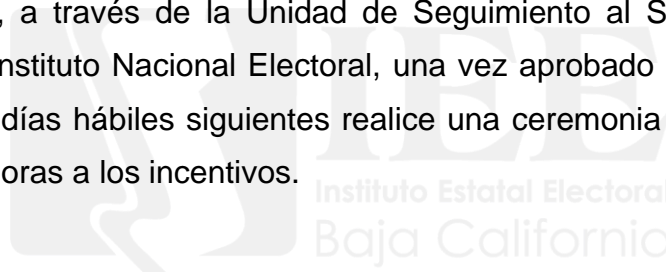 , a través de la Unidad de Seguimiento al S
nstituto Nacional Electoral, una vez aprobado
días hábiles siguientes realice una ceremonia
oras a los incentivos.
IEE
Instituto Estatal Electoral
Baja California